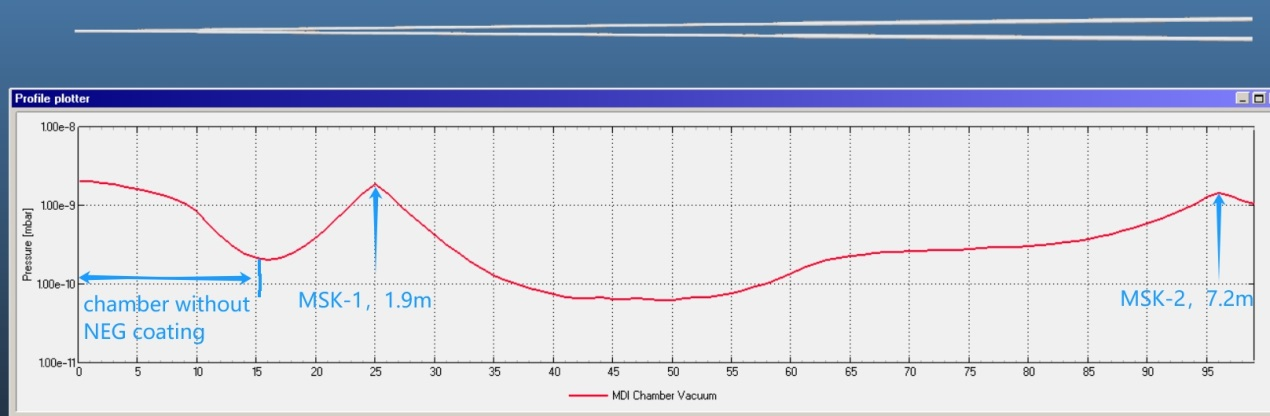 Profile plotter
1.00e-8
1.00e-9
1.00e-10
1.00e-11
Pressure [mbar]
chamber without
NEG coating
MSK-1, 1.9m
MSK-2, 7.2m
0 5 10 15 20 25 30 35 40 45 50 55 60 65 70 75 80 85 90 95
MDI Chamber Vacuum